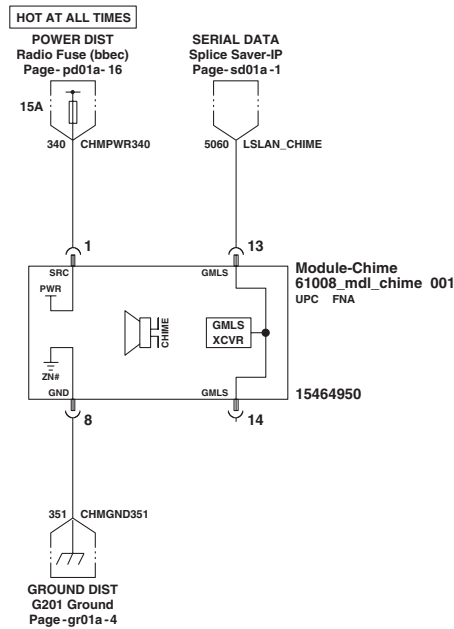 HOT AT ALL TIMES
POWER DIST
Radio Fuse (bbec)
Page-pd01a-16
SERIAL DATA
Splice Saver-IP
Page-sd01a-1
15A
340 CHMPWR340
5060 LSLAN_CHIME
1
13
SRC
GMLS
Module-Chime
61008_mdl_chime 001
UPC FNA
PWR
CHIME
GMLS
XCVR
ZN#
GND
GMLS
15464950
8
14
351 CHMGND351
GROUND DIST
G201 Ground
Page-gr01a-4